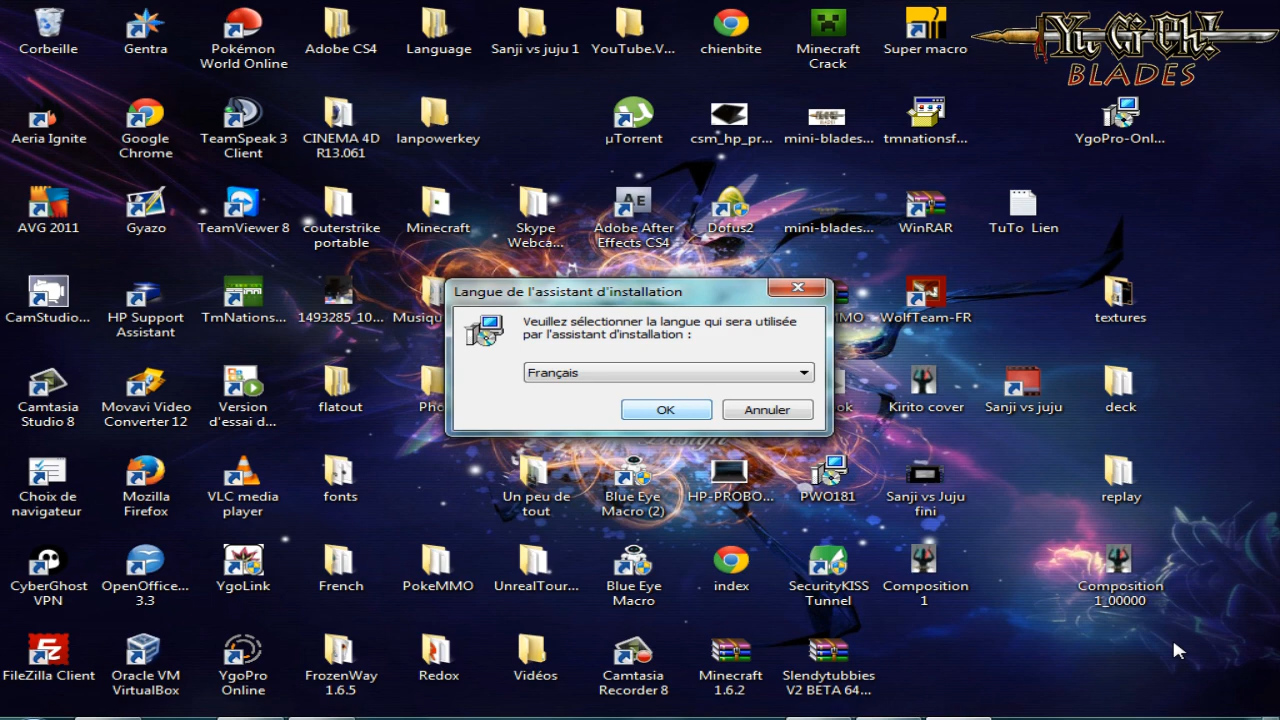 Corbeille
Gentra
Pokémon
World Online
Adobe CS4
Language
Sanji vs juju 1
YouTube.V...
chienbite
Minecraft
Crack
Super macro
Yu Gi Oh!
BLADES
Aeria Ignite
Google
Chrome
TeamSpeak 3
Client
CINEMA 4D
R13.061
lanpowerkey
µTorrent
csm_hp_pr...
mini-blades...
tmnationsf...
YgoPro-Onl...
AVG 2011
Gyazo
TeamViewer 8
couterstrike
portable
Minecraft
Skype
Webca...
Adobe After
Effects CS4
Dofus2
mini-blades...
WinRAR
TuTo Lien
CamStudio...
HP Support
Assistant
TmNations...
1493285_10...
Musiqu
MO
WolfTeam-FR
textures
Langue de l'assistant d'installation
Veuillez sélectionner la langue qui sera utilisée
par l'assistant d'installation :
Français
OK
Annuler
Camtasia
Studio 8
Movavi Video
Converter 12
Version
d'essai d...
flatout
Pho
ok
Kirito cover
Sanji vs juju
deck
Design
Choix de
navigateur
Mozilla
Firefox
VLC media
player
fonts
Un peu de
tout
Blue Eye
Macro (2)
HP-PROBO...
PWO181
Sanji vs Juju
fini
replay
CyberGhost
VPN
OpenOffice...
3.3
YgoLink
French
PokeMMO
UnrealTour...
Blue Eye
Macro
index
SecurityKISS
Tunnel
Composition
1
Composition
1_00000
FileZilla Client
Oracle VM
VirtualBox
YgoPro
Online
FrozenWay
1.6.5
Redox
Vidéos
Camtasia
Recorder 8
Minecraft
1.6.2
Slendytubbies
V2 BETA 64...